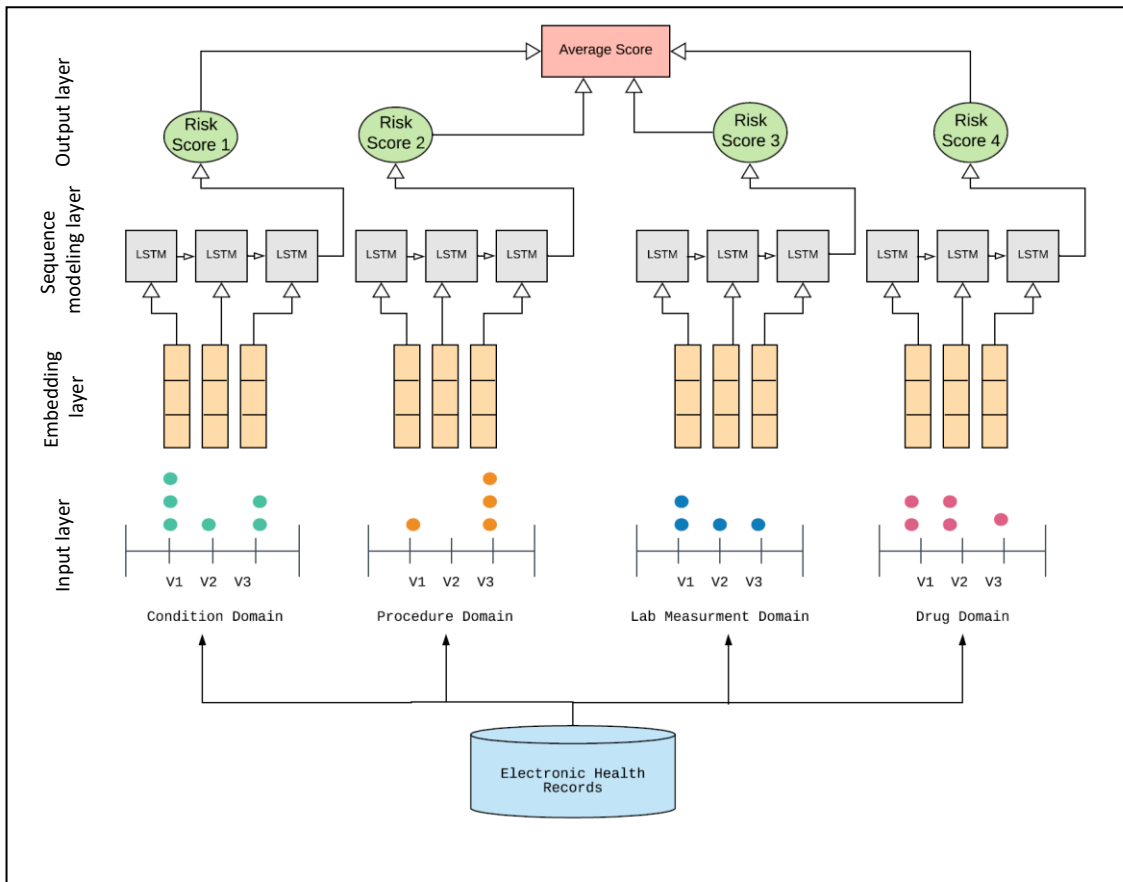 Average Score
Output layer
Risk
Score 1
Risk
Score 2
Risk
Score 3
Risk
Score 4
Sequence
modeling layer
LSTM
LSTM
LSTM
LSTM
LSTM
LSTM
LSTM
LSTM
LSTM
LSTM
LSTM
LSTM
Embedding
layer
Input layer
V1 V2 V3
V1 V2 V3
V1 V2 V3
V1 V2 V3
Condition Domain
Procedure Domain
Lab Measurment Domain
Drug Domain
Electronic Health
Records